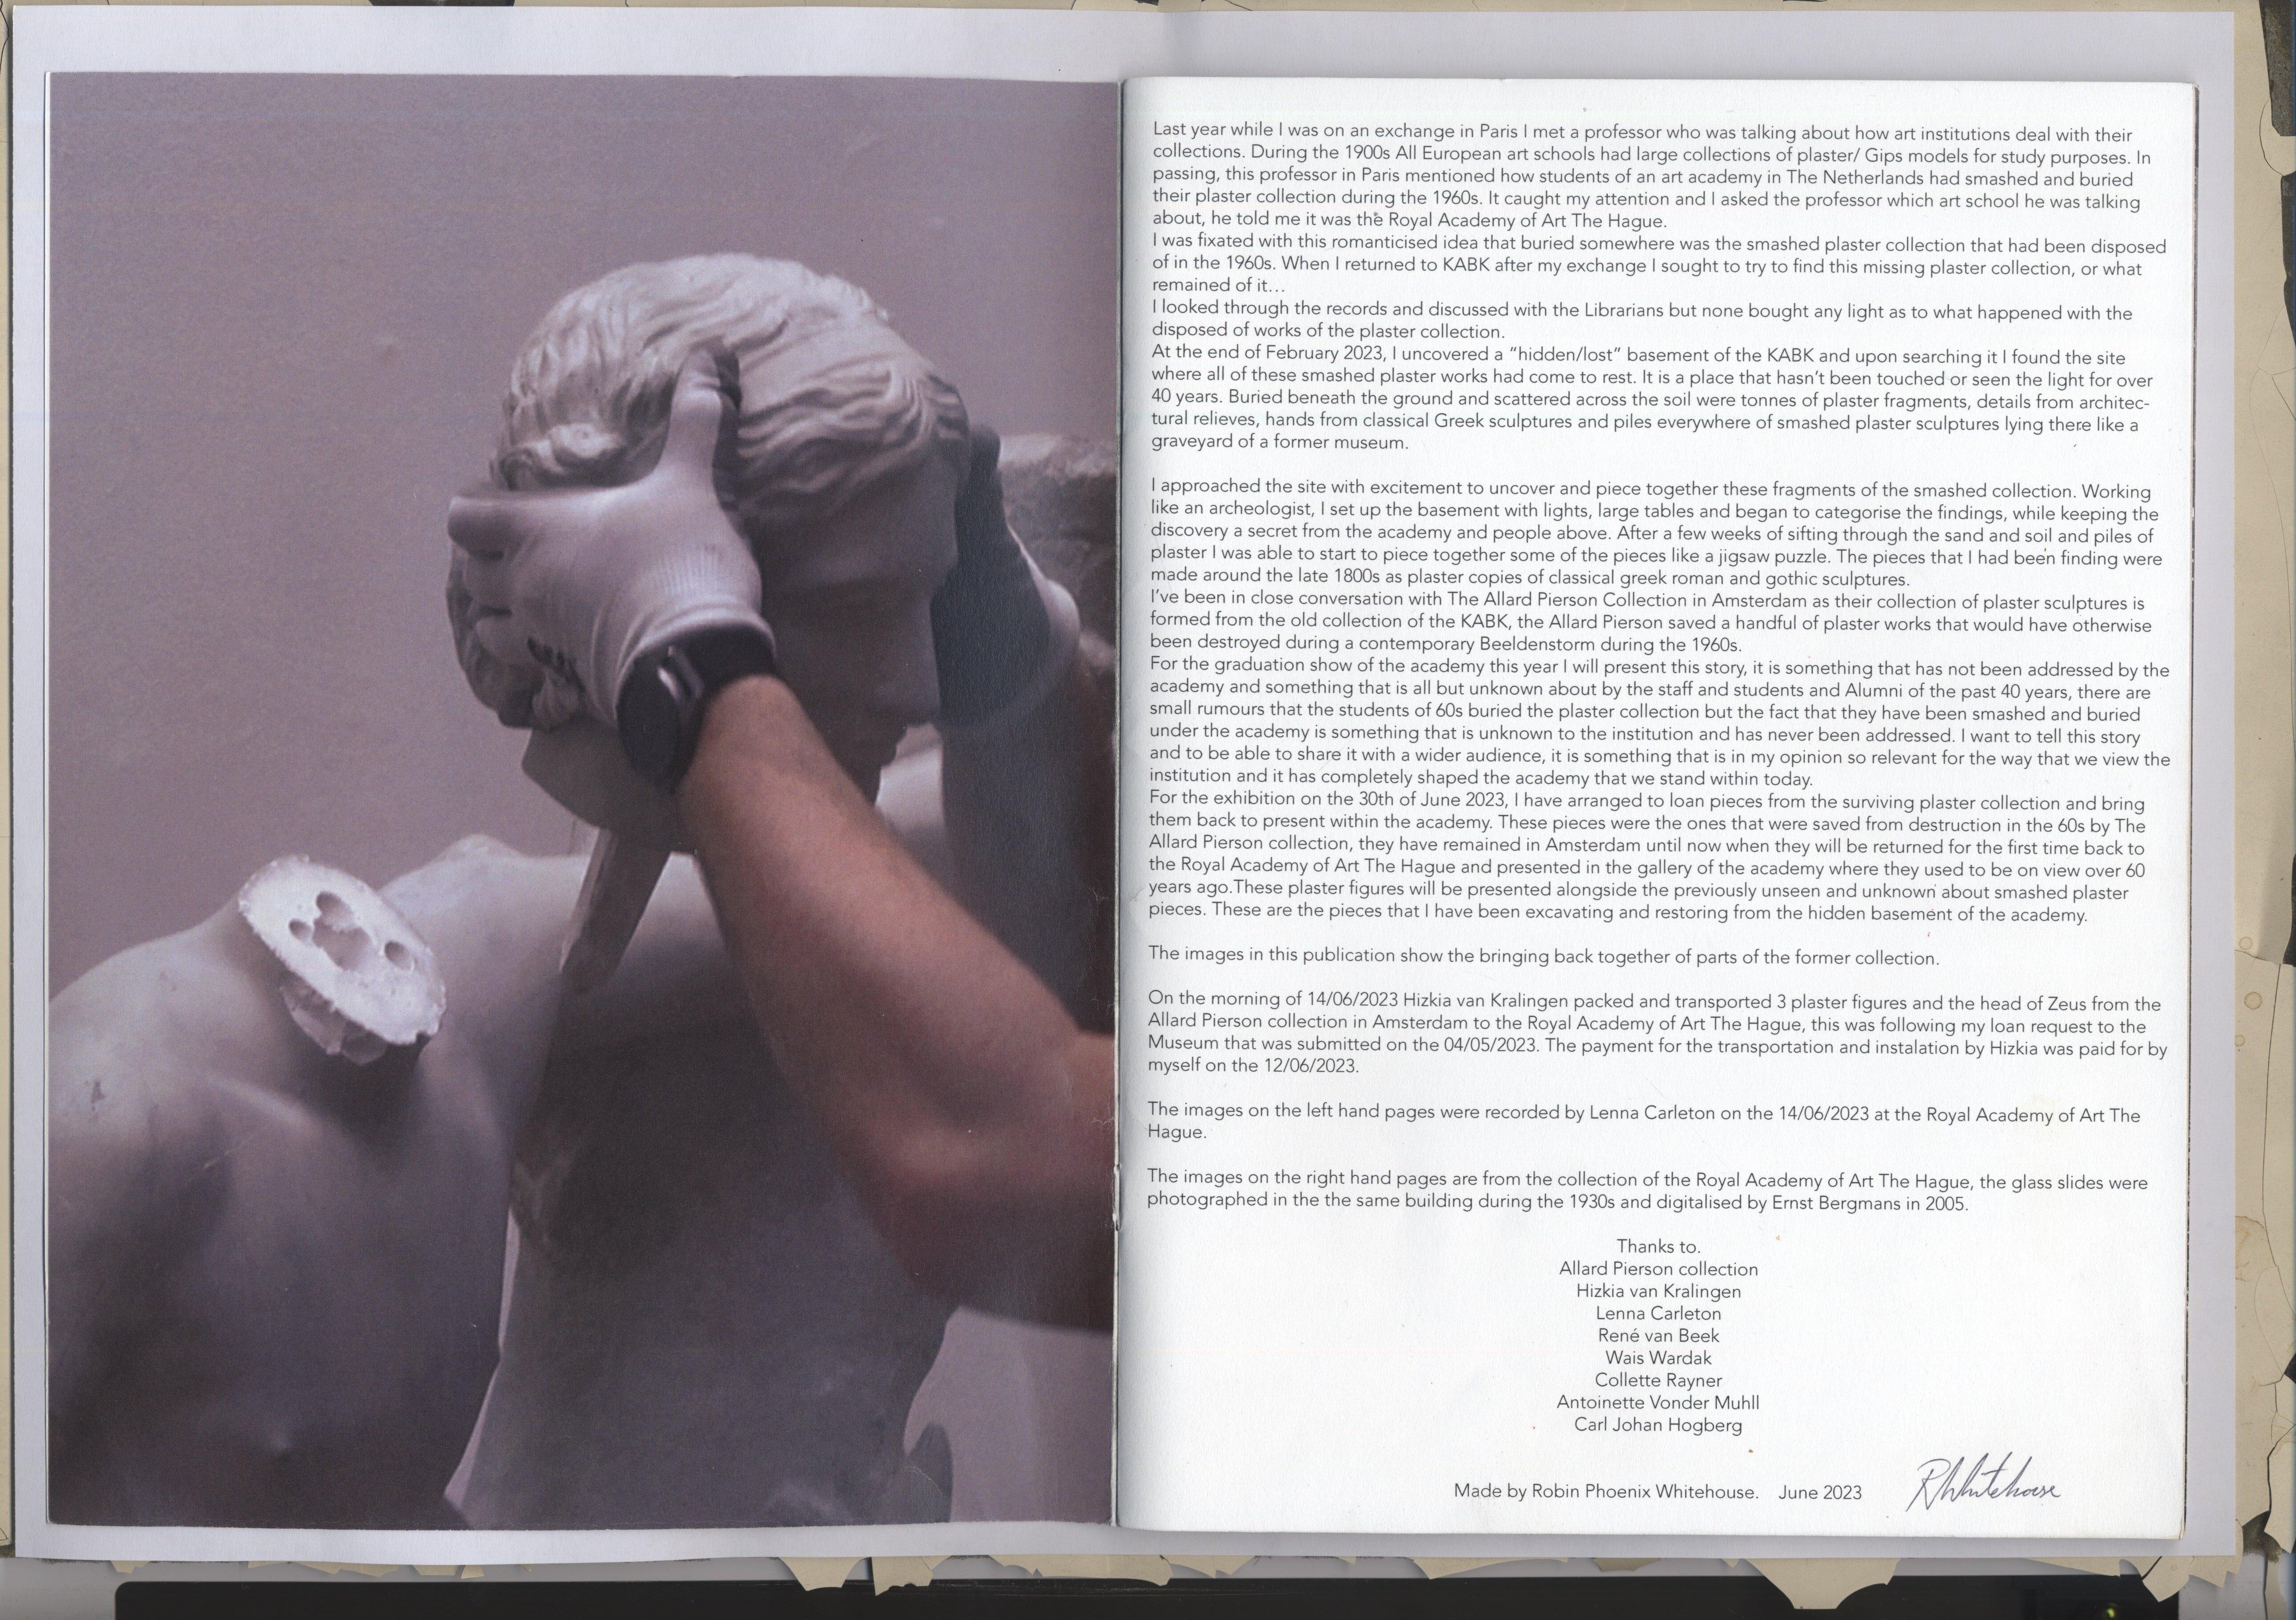 Last year while I was on an exchange in Paris I met a professor who was talking about how art institutions deal with their
collections. During the 1900s All European art schools had large collections of plaster/ Gips models for study purposes. In
passing, this professor in Paris mentioned how students of an art academy in The Netherlands had smashed and buried
their plaster collection during the 1960s. It caught my attention and I asked the professor which art school he was talking
about, he told me it was the Royal Academy of Art The Hague.
I was fixated with this romanticised idea that buried somewhere was the smashed plaster collection that had been disposed
of in the 1960s. When I returned to KABK after my exchange I sought to try to find this missing plaster collection, or what
remained of it...
I looked through the records and discussed with the Librarians but none bought any light as to what happened with the
disposed of works of the plaster collection.
At the end of February 2023, I uncovered a "hidden/lost" basement of the KABK and upon searching it I found the site
where all of these smashed plaster works had come to rest. It is a place that hasn't been touched or seen the light for over
40 years. Buried beneath the ground and scattered across the soil were tonnes of plaster fragments, details from architec-
tural relieves, hands from classical Greek sculptures and piles everywhere of smashed plaster sculptures lying there like a
graveyard of a former museum.
I approached the site with excitement to uncover and piece together these fragments of the smashed collection. Working
like an archeologist, I set up the basement with lights, large tables and began to categorise the findings, while keeping the
discovery a secret from the academy and people above. After a few weeks of sifting through the sand and soil and piles of
plaster I was able to start to piece together some of the pieces like a jigsaw puzzle. The pieces that I had been finding were
made around the late 1800s as plaster copies of classical greek roman and gothic sculptures.
I've been in close conversation with The Allard Pierson Collection in Amsterdam as their collection of plaster sculptures is
formed from the old collection of the KABK, the Allard Pierson saved a handful of plaster works that would have otherwise
been destroyed during a contemporary Beeldenstorm during the 1960s.
For the graduation show of the academy this year I will present this story, it is something that has not been addressed by the
academy and something that is all but unknown about by the staff and students and Alumni of the past 40 years, there are
small rumours that the students of 60s buried the plaster collection but the fact that they have been smashed and buried
under the academy is something that is unknown to the institution and has never been addressed. I want to tell this story
and to be able to share it with a wider audience, it is something that is in my opinion so relevant for the way that we view the
institution and it has completely shaped the academy that we stand within today.
For the exhibition on the 30th of June 2023, I have arranged to loan pieces from the surviving plaster collection and bring
them back to present within the academy. These pieces were the ones that were saved from destruction in the 60s by The
Allard Pierson collection, they have remained in Amsterdam until now when they will be returned for the first time back to
the Royal Academy of Art The Hague and presented in the gallery of the academy where they used to be on view over 60
years ago.These plaster figures will be presented alongside the previously unseen and unknown about smashed plaster
pieces. These are the pieces that I have been excavating and restoring from the hidden basement of the academy.
The images in this publication show the bringing back together of parts of the former collection.
On the morning of 14/06/2023 Hizkia van Kralingen packed and transported 3 plaster figures and the head of Zeus from the
Allard Pierson collection in Amsterdam to the Royal Academy of Art The Hague, this was following my loan request to the
Museum that was submitted on the 04/05/2023. The payment for the transportation and instalation by Hizkia was paid for by
myself on the 12/06/2023.
The images on the left hand pages were recorded by Lenna Carleton on the 14/06/2023 at the Royal Academy of Art The
Hague.
The images on the right hand pages are from the collection of the Royal Academy of Art The Hague, the glass slides were
photographed in the the same building during the 1930s and digitalised by Ernst Bergmans in 2005.
Thanks to.
Allard Pierson collection
Hizkia van Kralingen
Lenna Carleton
René van Beek
Wais Wardak
Collette Rayner
Antoinette Vonder Muhll
Carl Johan Hogberg
Made by Robin Phoenix Whitehouse. June 2023
RWhitehouse